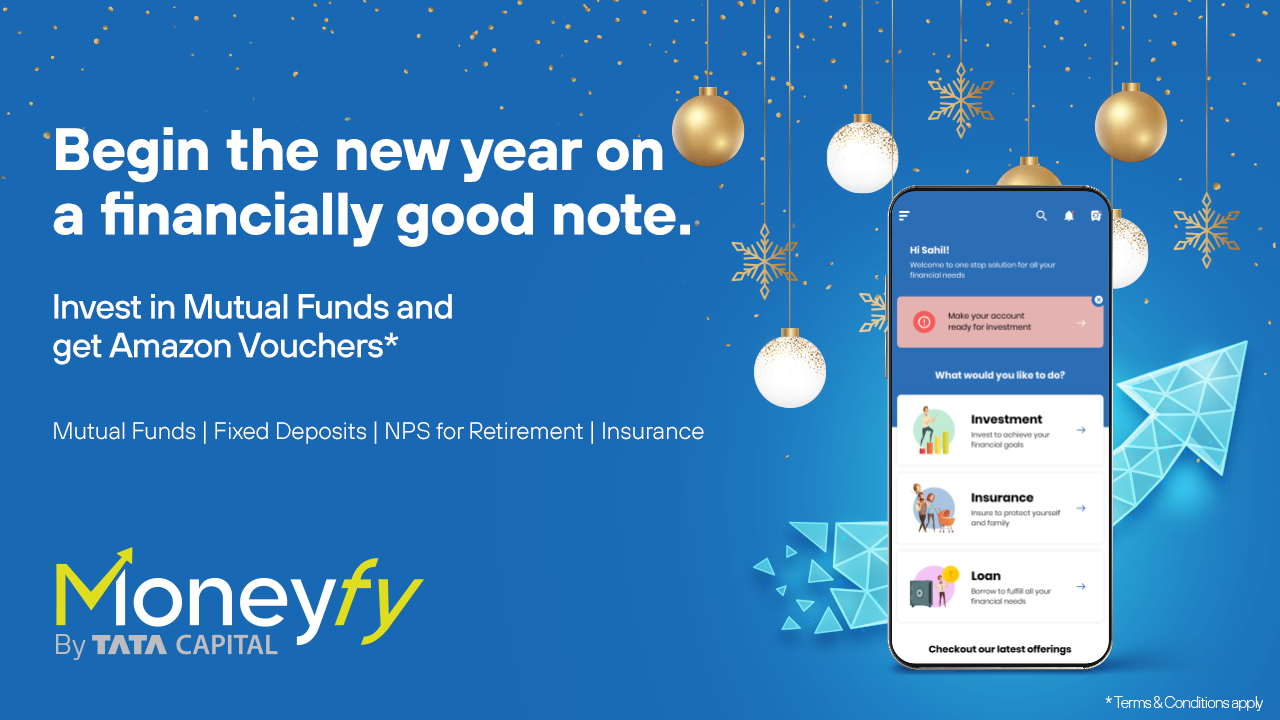 Begin the new year on
a financially good note.
Invest in Mutual Funds and
get Amazon Vouchers*
Mutual Funds | Fixed Deposits | NPS for Retirement | Insurance
Moneyfy
By TATA CAPITAL
Hi Sahil!
Welcome to one stop solution for all your
financial needs
Make your account
ready for investment
What would you like to do?
Investment
Invest to achieve your
financial goals
Insurance
Insure to protect yourself
and family
Loan
Borrow to fulfill all your
financial needs
Checkout our latest offerings
* Terms & Conditions apply